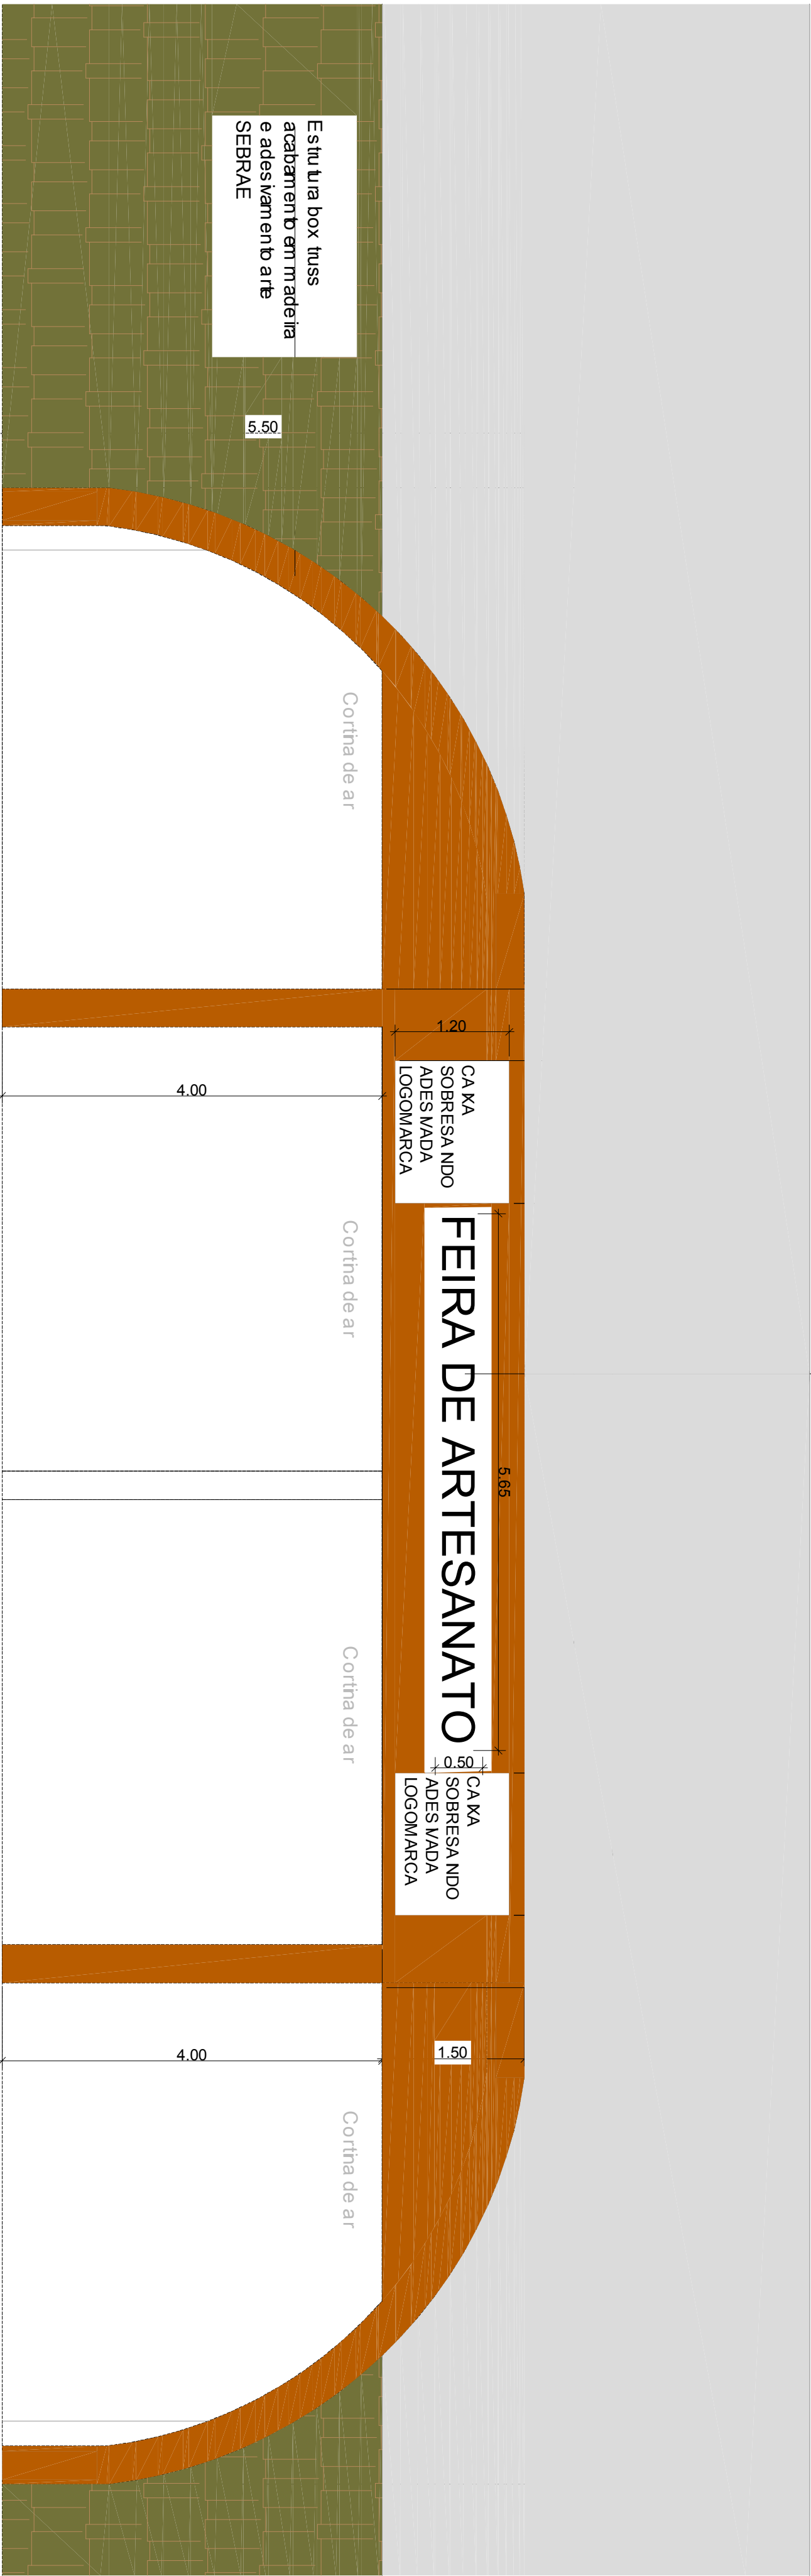 Estrutura box truss
acabamento em madeira
e adesivamento arte
SEBRAE
5.50
Cortina de ar
1.20
4.00
CAIXA
SOBRESAINDO
ADESIVADA
LOGOMARCA
Cortina de ar
FEIRA DE ARTESANATO
5.65
Cortina de ar
0.50
CAIXA
SOBRESAINDO
ADESIVADA
LOGOMARCA
4.00
1.50
Cortina de ar